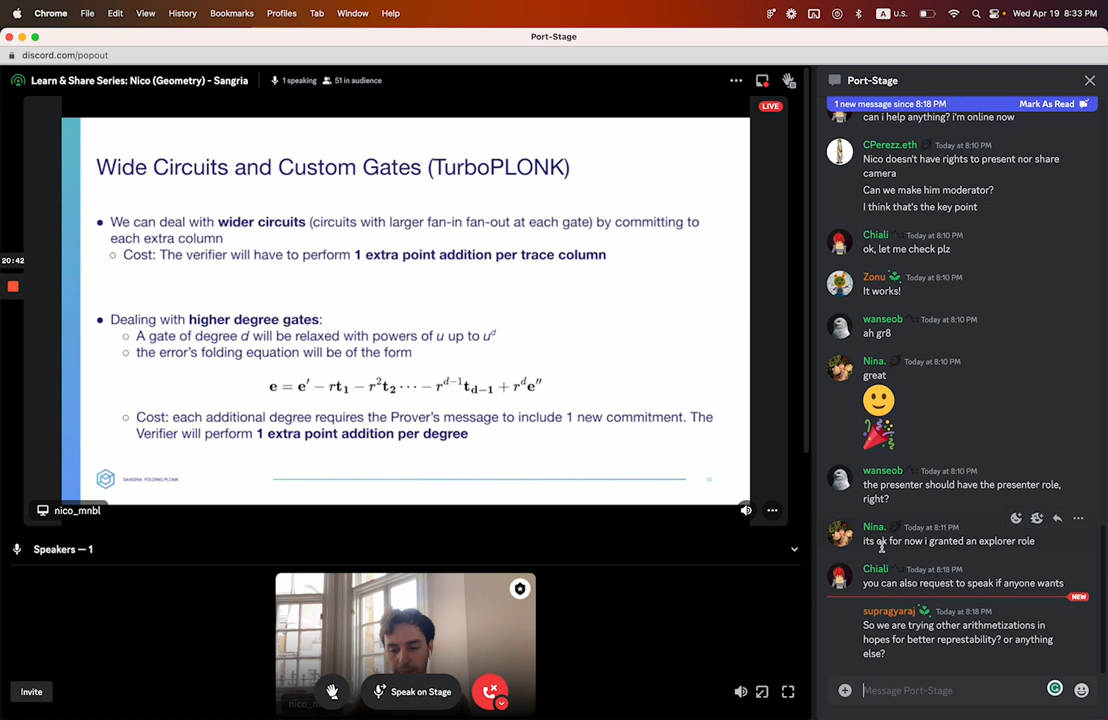 Chrome File Edit View History Bookmarks Profiles Tab Window Help
A U.S. Wed Apr 19 8:33 PM
Port-Stage
discord.com/popout
Learn & Share Series: Nico (Geometry) - Sangria 1 speaking 51 in audience
LIVE
20:42
Wide Circuits and Custom Gates (TurboPLONK)
• We can deal with wider circuits (circuits with larger fan-in fan-out at each gate) by committing to
each extra column
○ Cost: The verifier will have to perform 1 extra point addition per trace column
• Dealing with higher degree gates:
○ A gate of degree d will be relaxed with powers of u up to u^d
○ the error's folding equation will be of the form
e = e′ − rt₁ − r²t₂ ⋯ − r^{d−1}t_{d−1} + r^d e″
○ Cost: each additional degree requires the Prover's message to include 1 new commitment. The
Verifier will perform 1 extra point addition per degree
SANGRIA: FOLDING PLONK
nico_mnbl
Speakers — 1
Invite
Speak on Stage
Port-Stage
1 new message since 8:18 PM Mark As Read
can i help anything? i'm online now
CPerezz.eth Today at 8:10 PM
Nico doesn't have rights to present nor share
camera
Can we make him moderator?
I think that's the key point
Chiali Today at 8:10 PM
ok, let me check plz
Zonu Today at 8:10 PM
It works!
wanseob Today at 8:10 PM
ah gr8
Nina. Today at 8:10 PM
great
wanseob Today at 8:10 PM
the presenter should have the presenter role,
right?
Nina. Today at 8:11 PM
its ok for now i granted an explorer role
Chiali Today at 8:18 PM
you can also request to speak if anyone wants
NEW
supragyaraj Today at 8:18 PM
So we are trying other arithmetizations in
hopes for better represtability? or anything
else?
Message Port-Stage